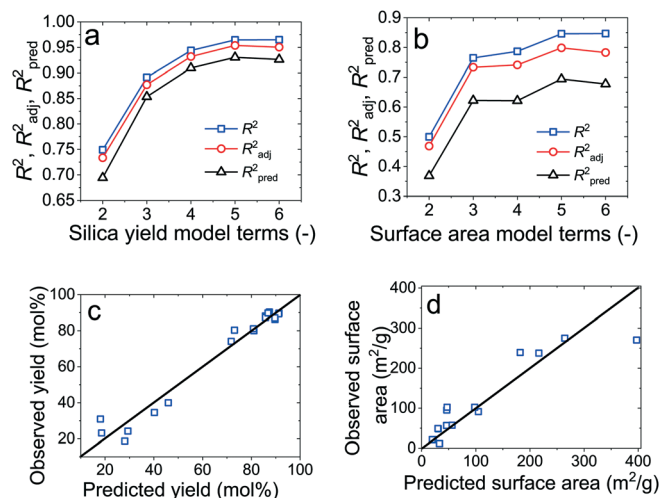 a
R², R²adj, R²pred
1.00
0.95
0.90
0.85
0.80
0.75
0.70
0.65
R²
R²adj
R²pred
2 3 4 5 6
Silica yield model terms (-)
b
R², R²adj, R²pred
0.9
0.8
0.7
0.6
0.5
0.4
0.3
R²
R²adj
R²pred
2 3 4 5 6
Surface area model terms (-)
c
Observed yield (mol%)
100
80
60
40
20
20 40 60 80 100
Predicted yield (mol%)
d
Observed surface
area (m²/g)
400
300
200
100
0
0 100 200 300 400
Predicted surface area (m²/g)